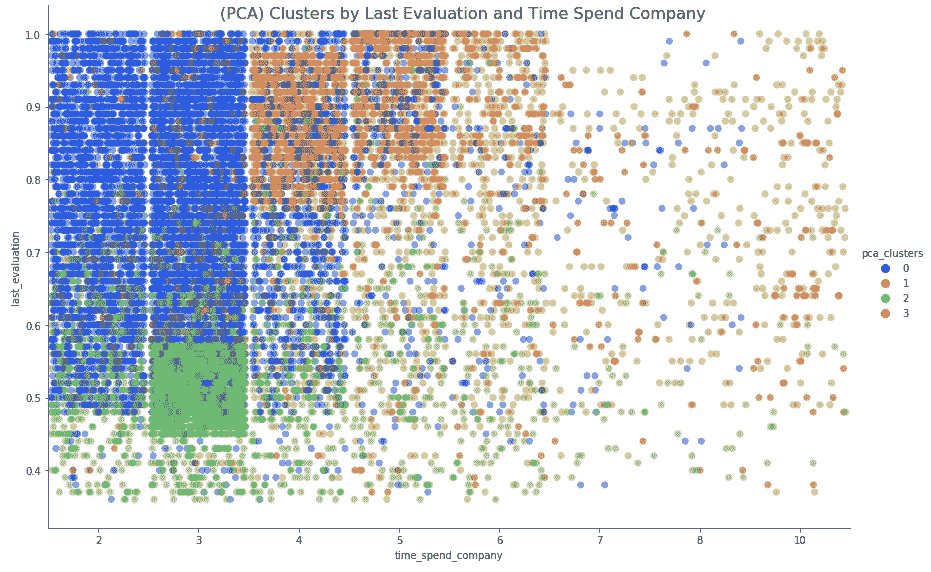 (PCA) Clusters by Last Evaluation and Time Spend Company
1.0
0.9
0.8
0.7
0.6
0.5
0.4
last_evaluation
2 3 4 5 6 7 8 9 10
time_spend_company
pca_clusters
0
1
2
3